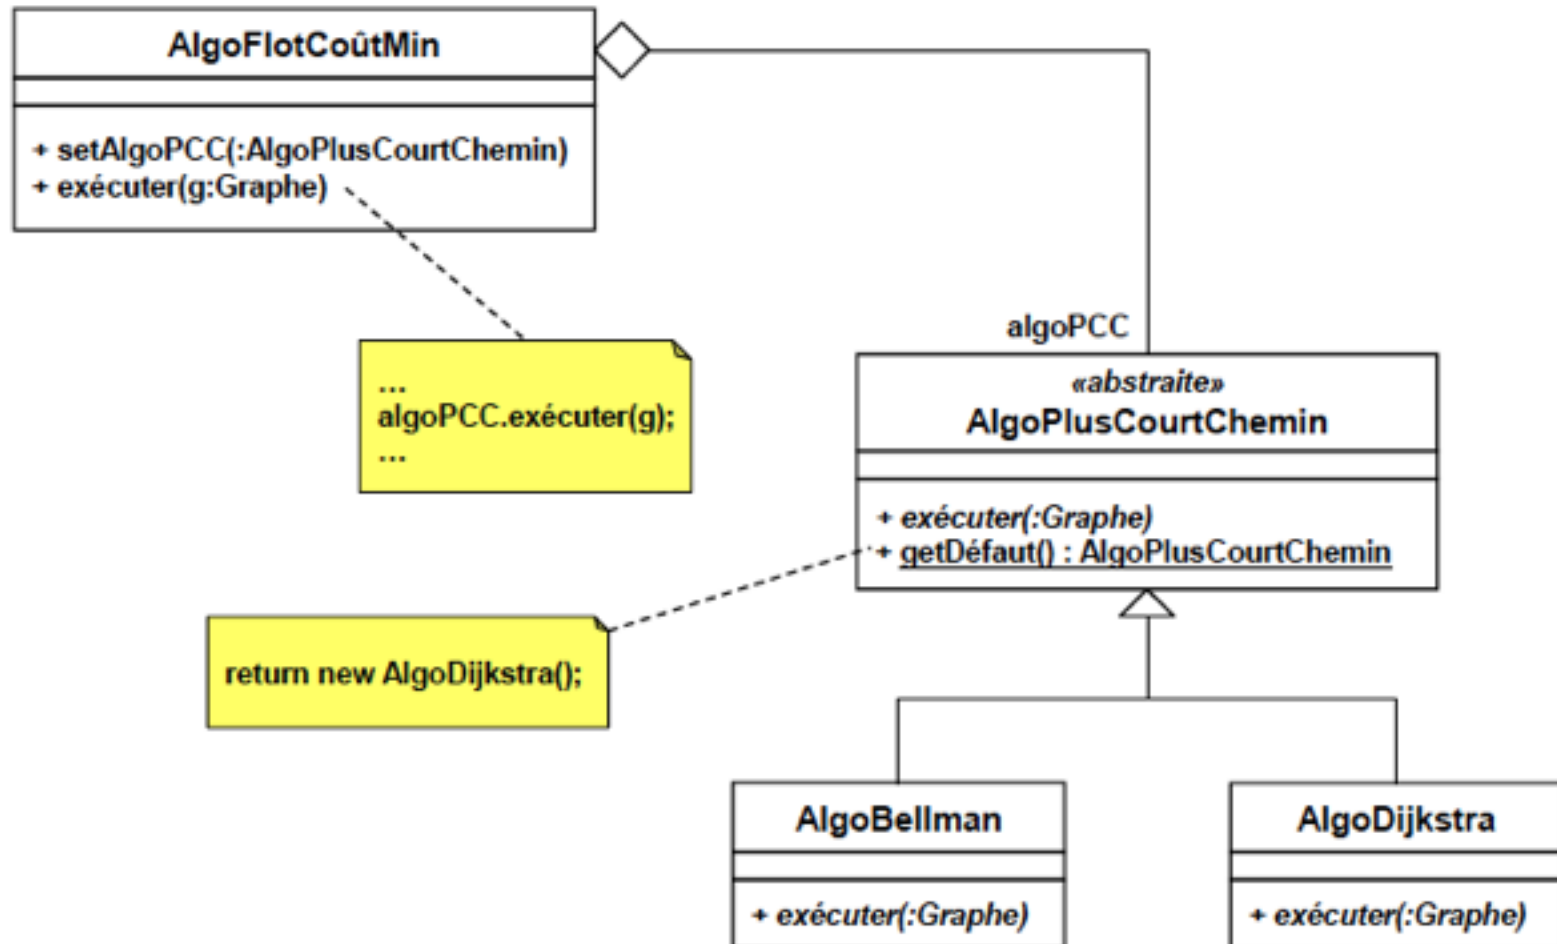 AlgoFlotCoûtMin
+ setAlgoPCC(:AlgoPlusCourtChemin)
+ exécuter(g:Graphe)
...
algoPCC.exécuter(g);
...
algoPCC
«abstraite»
AlgoPlusCourtChemin
+ exécuter(:Graphe)
+ getDéfaut() : AlgoPlusCourtChemin
return new AlgoDijkstra();
AlgoBellman
+ exécuter(:Graphe)
AlgoDijkstra
+ exécuter(:Graphe)